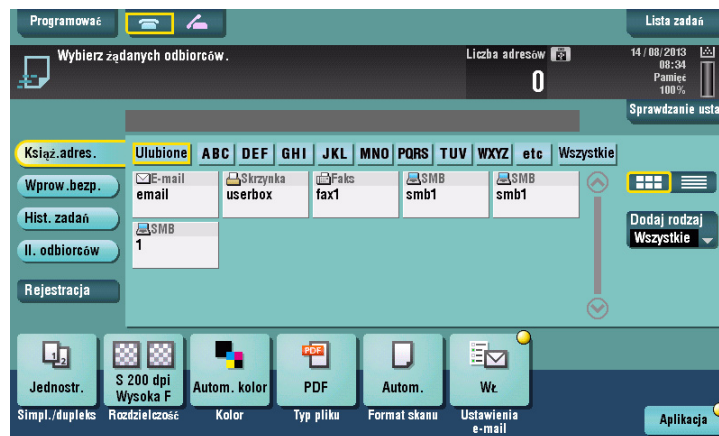 Programować
Lista zadań
Wybierz żądanych odbiorców.
Liczba adresów
0
14/08/2013
08:34
Pamięć
100%
Sprawdzanie usta
Książ.adres.
Ulubione ABC DEF GHI JKL MNO PQRS TUV WXYZ etc Wszystkie
Wprow.bezp.
Hist. zadań
II. odbiorców
Rejestracja
E-mail
email
Skrzynka
userbox
Faks
fax1
SMB
smb1
SMB
smb1
SMB
1
Dodaj rodzaj
Wszystkie
1 2
Jednostr.
Simpl./dupleks
S
200 dpi
Wysoka F
Rozdzielczość
Autom. kolor
Kolor
PDF
PDF
Typ pliku
Autom.
Format skanu
Wł.
Ustawienia
e-mail
Aplikacja